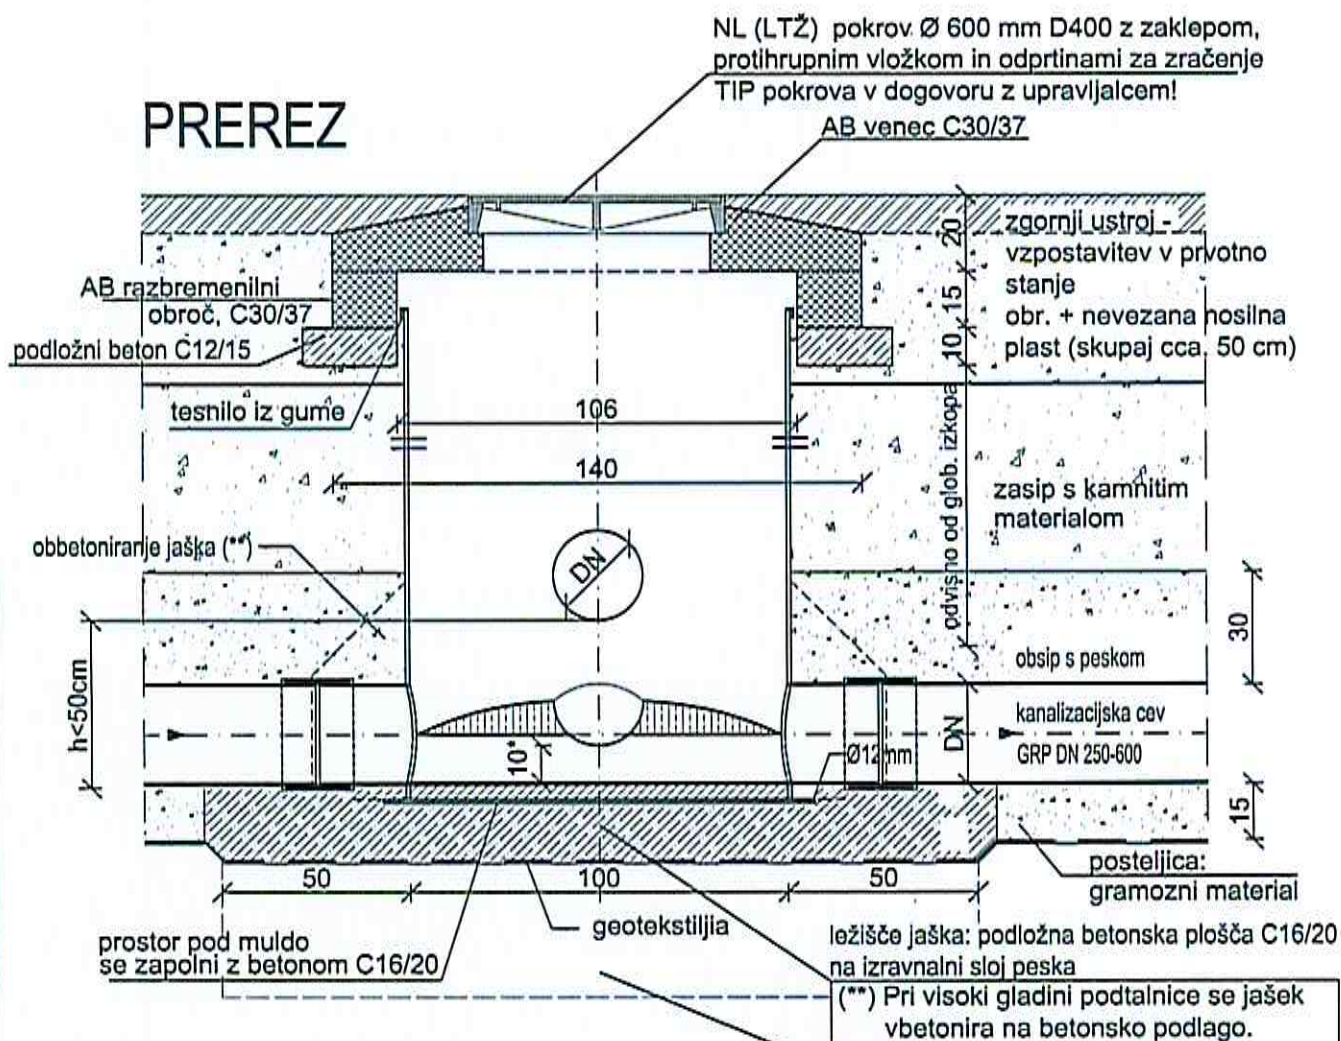 NL (LTŽ) pokrov Ø 600 mm D400 z zaklepom,
protihrupnim vložkom in odprtinami za zračenje
TIP pokrova v dogovoru z upravljalcem!
PREREZ
AB venec C30/37
20
zgornji ustroj -
vzpostavitev v prvotno
stanje
obr. + nevezana nosilna
plast (skupaj cca. 50 cm)
AB razbremenilni
obroč, C30/37
15
podložni beton C12/15
10
tesnilo iz gume
106
140
odvisno od glob. izkopa
zasip s kamnitim
materialom
obbetoniranje jaška (**)
DN
30
obsip s peskom
h<50cm
kanalizacijska cev
GRP DN 250-600
DN
10*
Ø12 mm
15
50
100
50
posteljica:
gramozni material
geotekstiljia
prostor pod muldo
se zapolni z betonom C16/20
ležišče jaška: podložna betonska plošča C16/20
na izravnalni sloj peska
(**) Pri visoki gladini podtalnice se jašek
vbetonira na betonsko podlago.